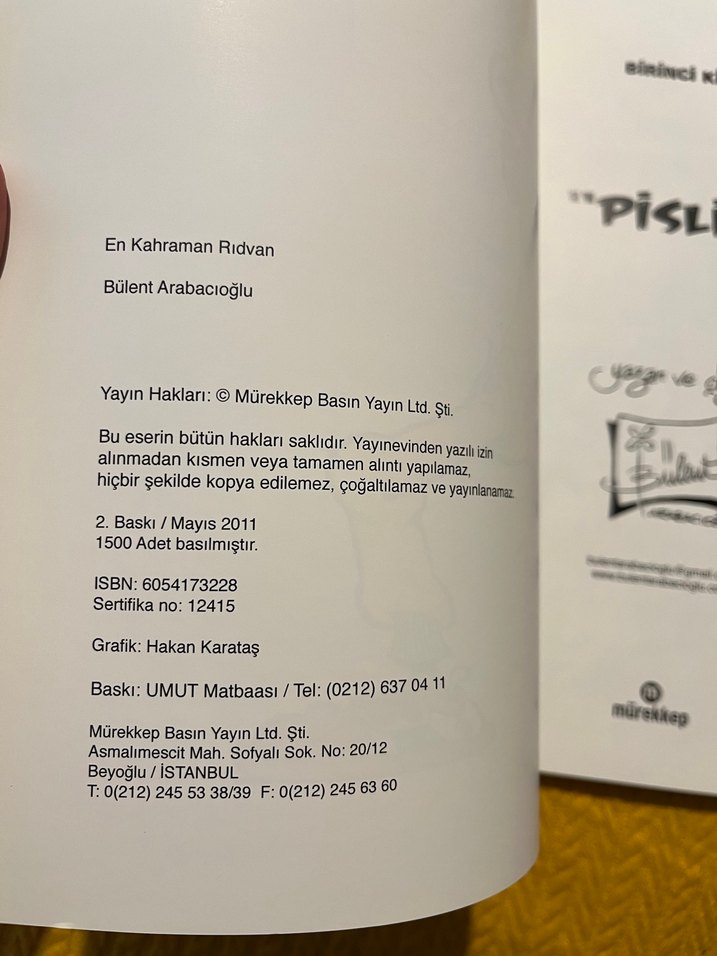 En Kahraman Rıdvan
Bülent Arabacıoğlu
Yayın Hakları: © Mürekkep Basın Yayın Ltd. Şti.
Bu eserin bütün hakları saklıdır. Yayınevinden yazılı izin
alınmadan kısmen veya tamamen alıntı yapılamaz,
hiçbir şekilde kopya edilemez, çoğaltılamaz ve yayınlanamaz.
2. Baskı / Mayıs 2011
1500 Adet basılmıştır.
ISBN: 6054173228
Sertifika no: 12415
Grafik: Hakan Karataş
Baskı: UMUT Matbaası / Tel: (0212) 637 04 11
Mürekkep Basın Yayın Ltd. Şti.
Asmalımescit Mah. Sofyalı Sok. No: 20/12
Beyoğlu / İSTANBUL
T: 0(212) 245 53 38/39 F: 0(212) 245 63 60
BİRİNCİ
"PİSLİ
yazan ve
Bülent
mürekkep